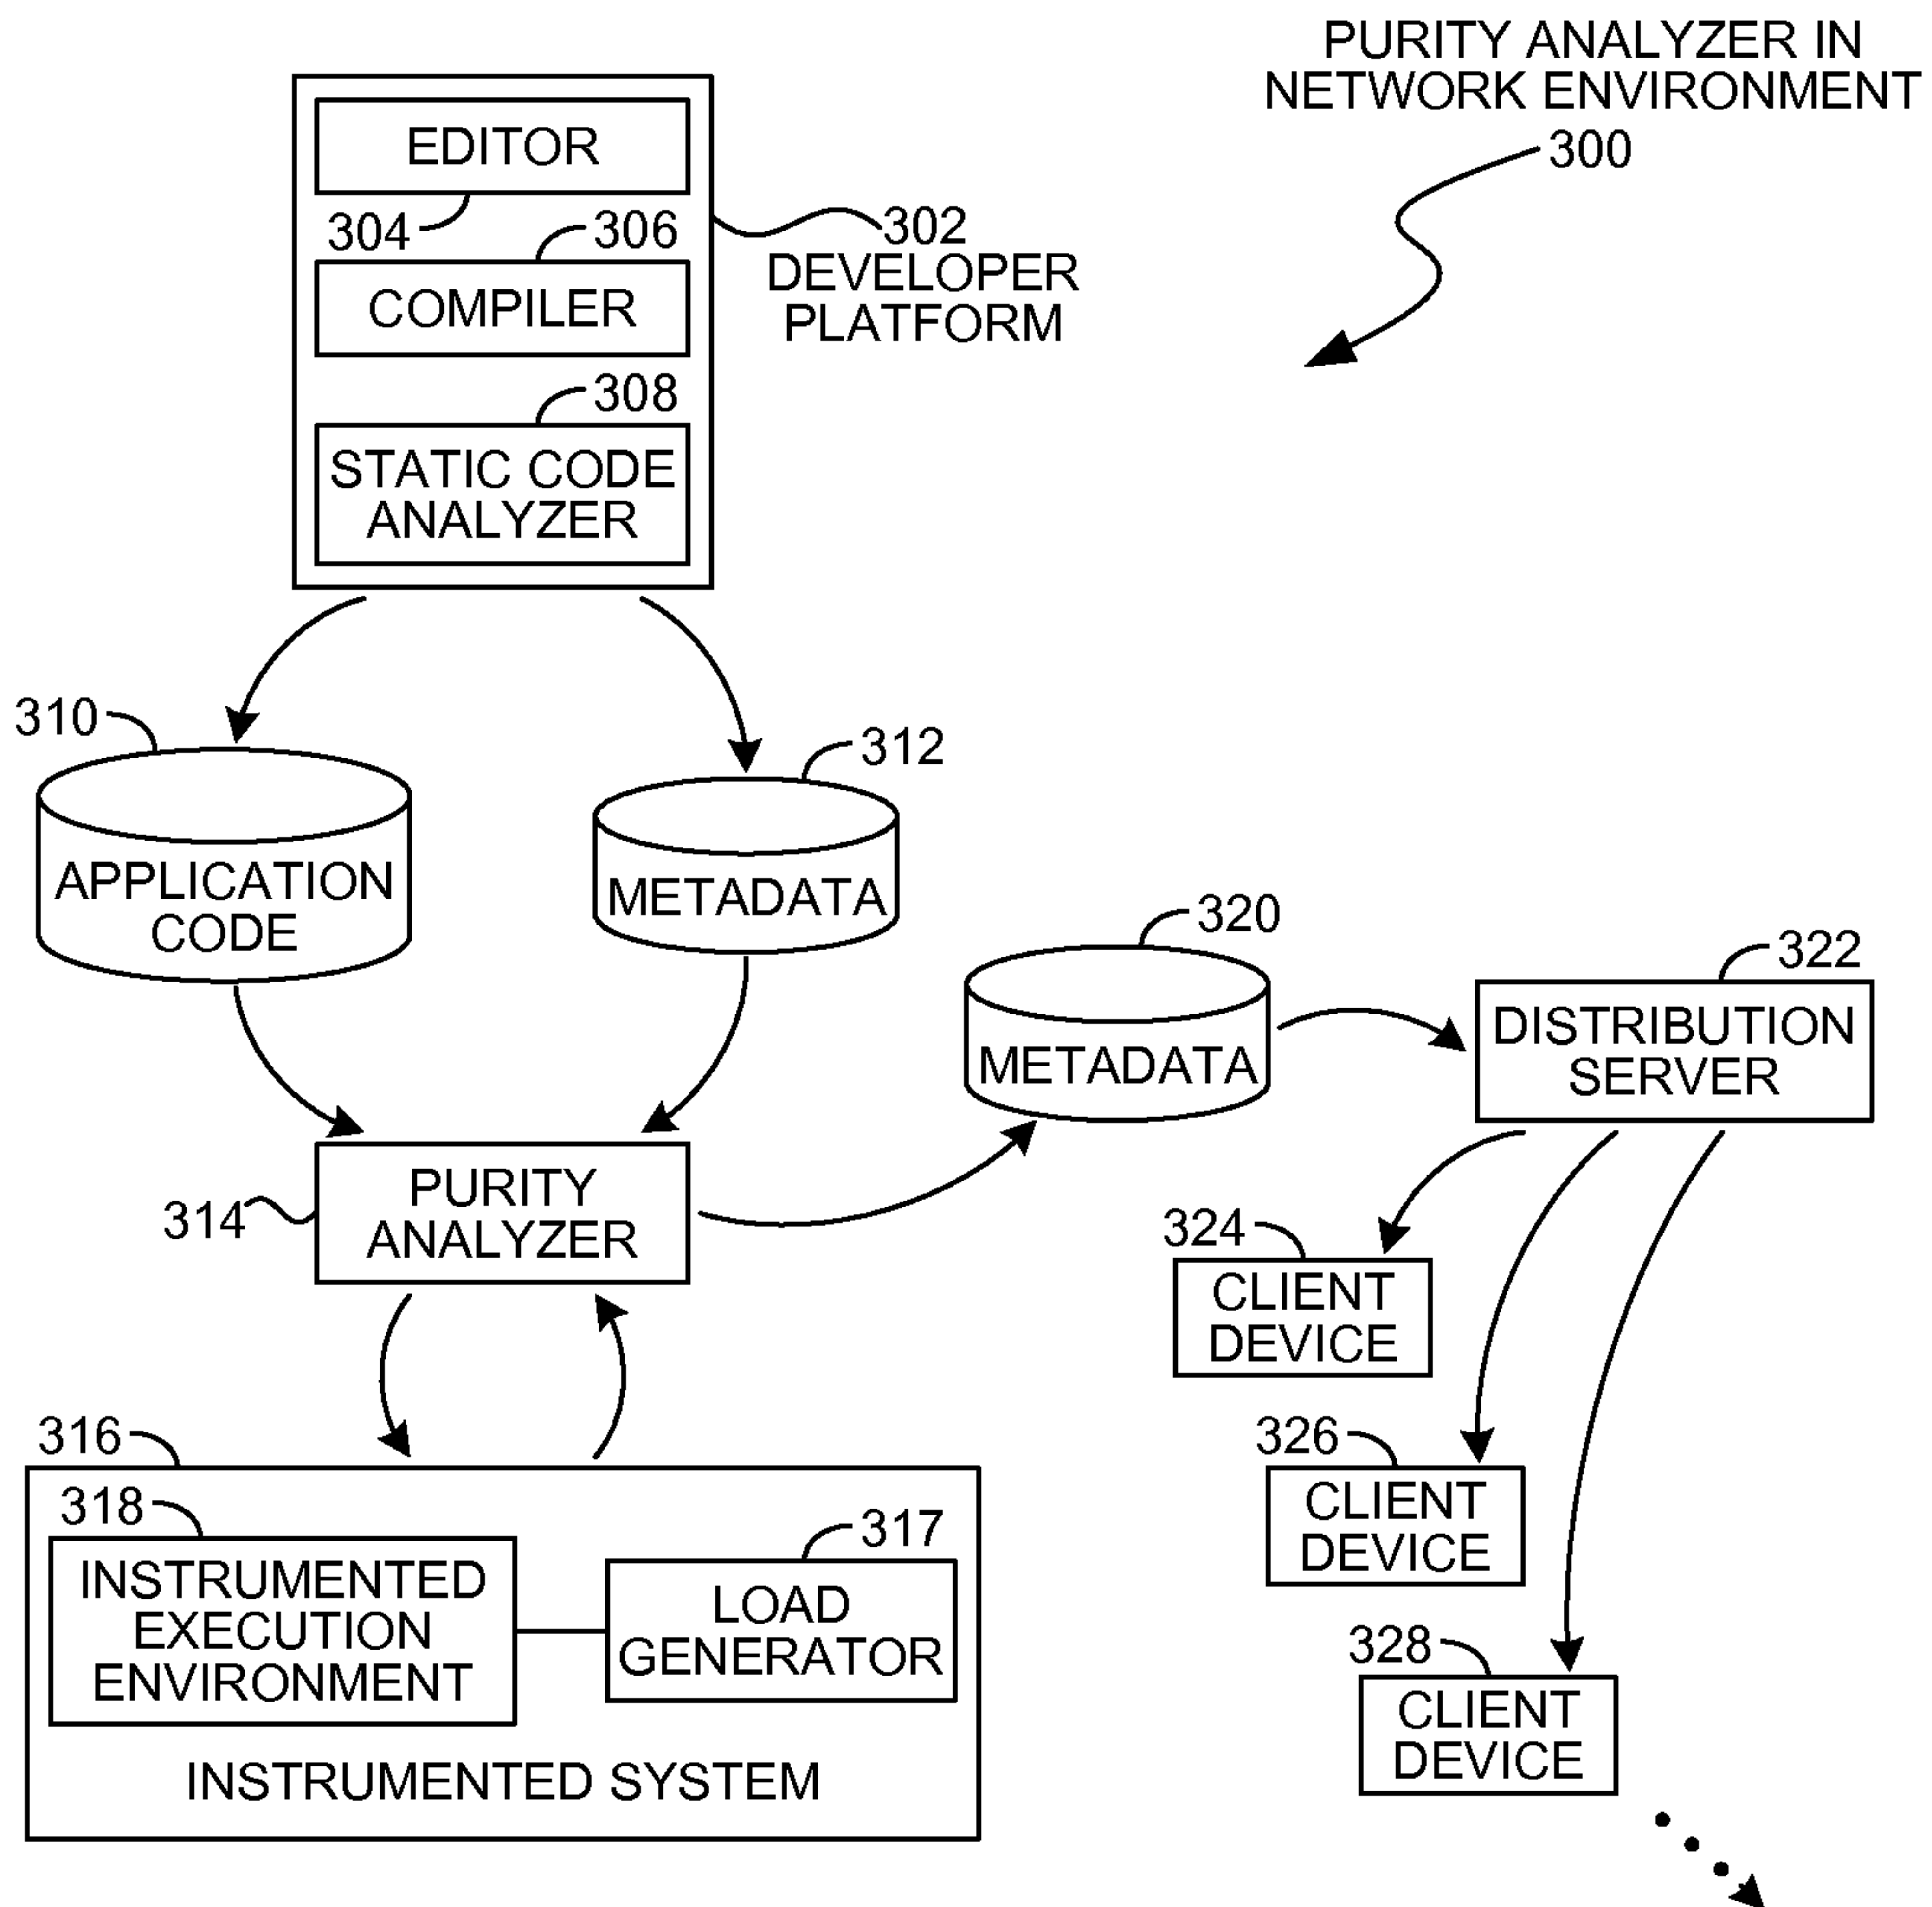 PURITY ANALYZER IN
NETWORK ENVIRONMENT
300
EDITOR
304
306
302
DEVELOPER
PLATFORM
COMPILER
308
STATIC CODE
ANALYZER
310
312
APPLICATION
CODE
METADATA
320
322
METADATA
DISTRIBUTION
SERVER
314
PURITY
ANALYZER
324
CLIENT
DEVICE
316
326
CLIENT
DEVICE
318
317
INSTRUMENTED
EXECUTION
ENVIRONMENT
LOAD
GENERATOR
328
CLIENT
DEVICE
INSTRUMENTED SYSTEM